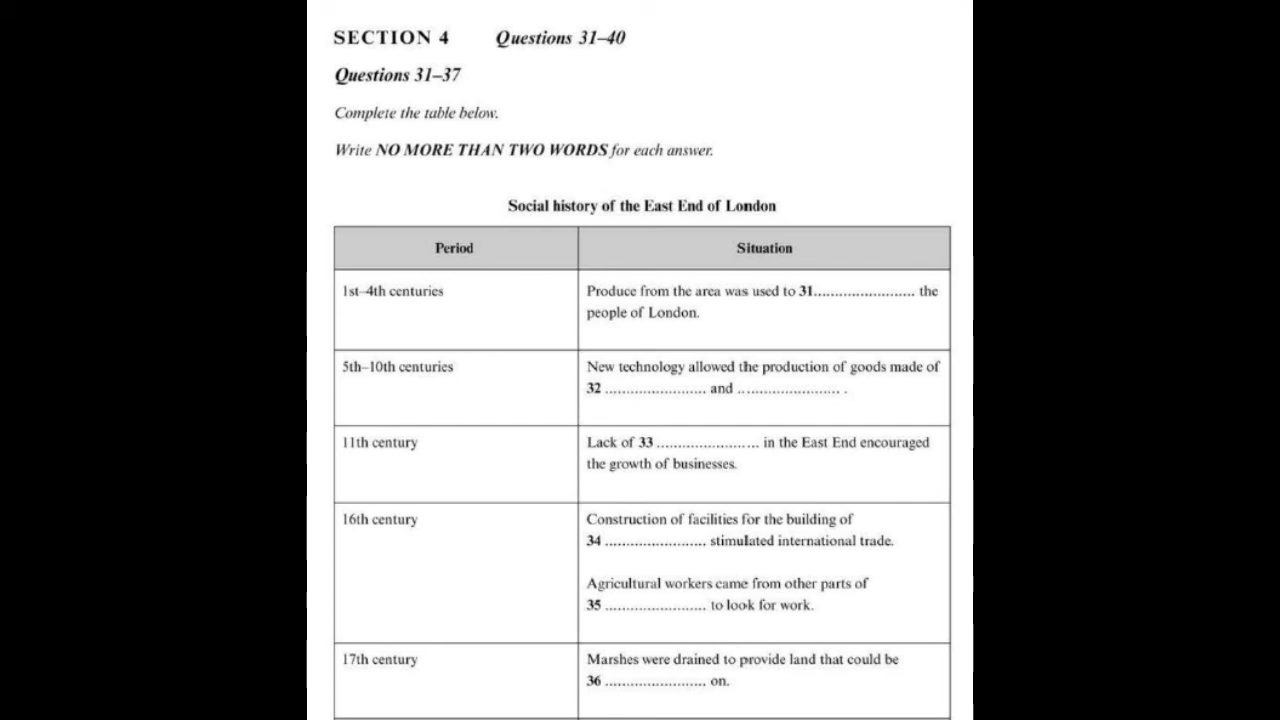 SECTION 4 Questions 31–40
Questions 31–37
Complete the table below.
Write NO MORE THAN TWO WORDS for each answer.
Social history of the East End of London
Period Situation
1st–4th centuries Produce from the area was used to 31........................ the
people of London.
5th–10th centuries New technology allowed the production of goods made of
32 ........................ and ........................ .
11th century Lack of 33 ........................ in the East End encouraged
the growth of businesses.
16th century Construction of facilities for the building of
34 ........................ stimulated international trade.
Agricultural workers came from other parts of
35 ........................ to look for work.
17th century Marshes were drained to provide land that could be
36 ........................ on.